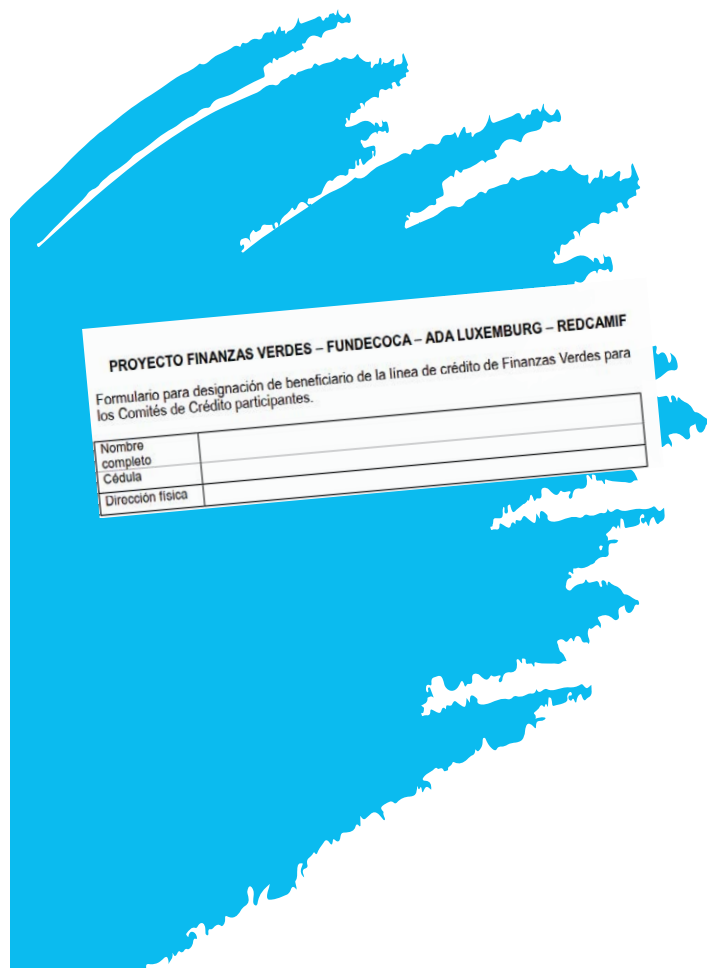 PROYECTO FINANZAS VERDES – FUNDECOCA – ADA LUXEMBURG – REDCAMIF
Formulario para designación de beneficiario de la línea de crédito de Finanzas Verdes para
los Comités de Crédito participantes.
Nombre
completo
Cédula
Dirección física